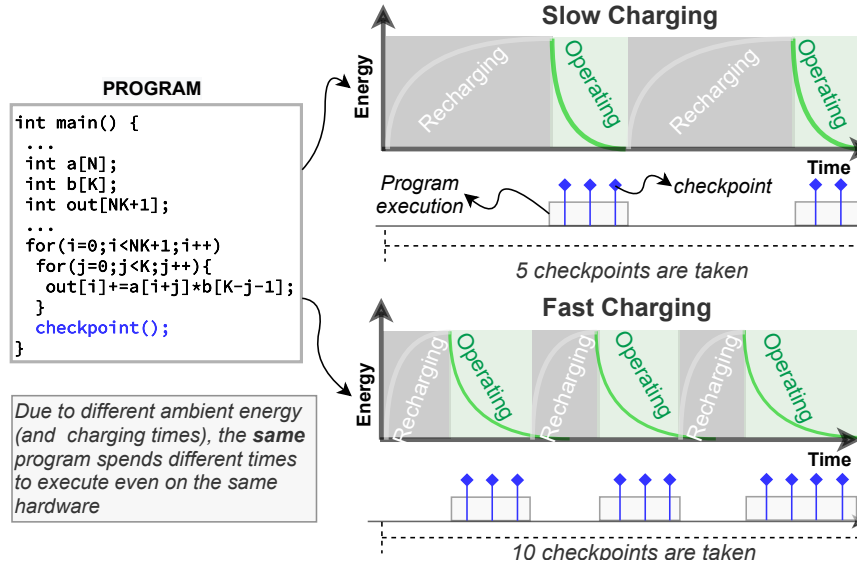 PROGRAM
int main() {
...
int a[N];
int b[K];
int out[NK+1];
...
for(i=0;i<NK+1;i++)
for(j=0;j<K;j++){
out[i]+=a[i+j]*b[K-j-1];
}
checkpoint();
}
Due to different ambient energy
(and charging times), the same
program spends different times
to execute even on the same
hardware
Slow Charging
Energy
Recharging
Operating
Recharging
Operating
Time
Program
execution
checkpoint
5 checkpoints are taken
Fast Charging
Energy
Recharging
Operating
Recharging
Operating
Recharging
Operating
Time
10 checkpoints are taken